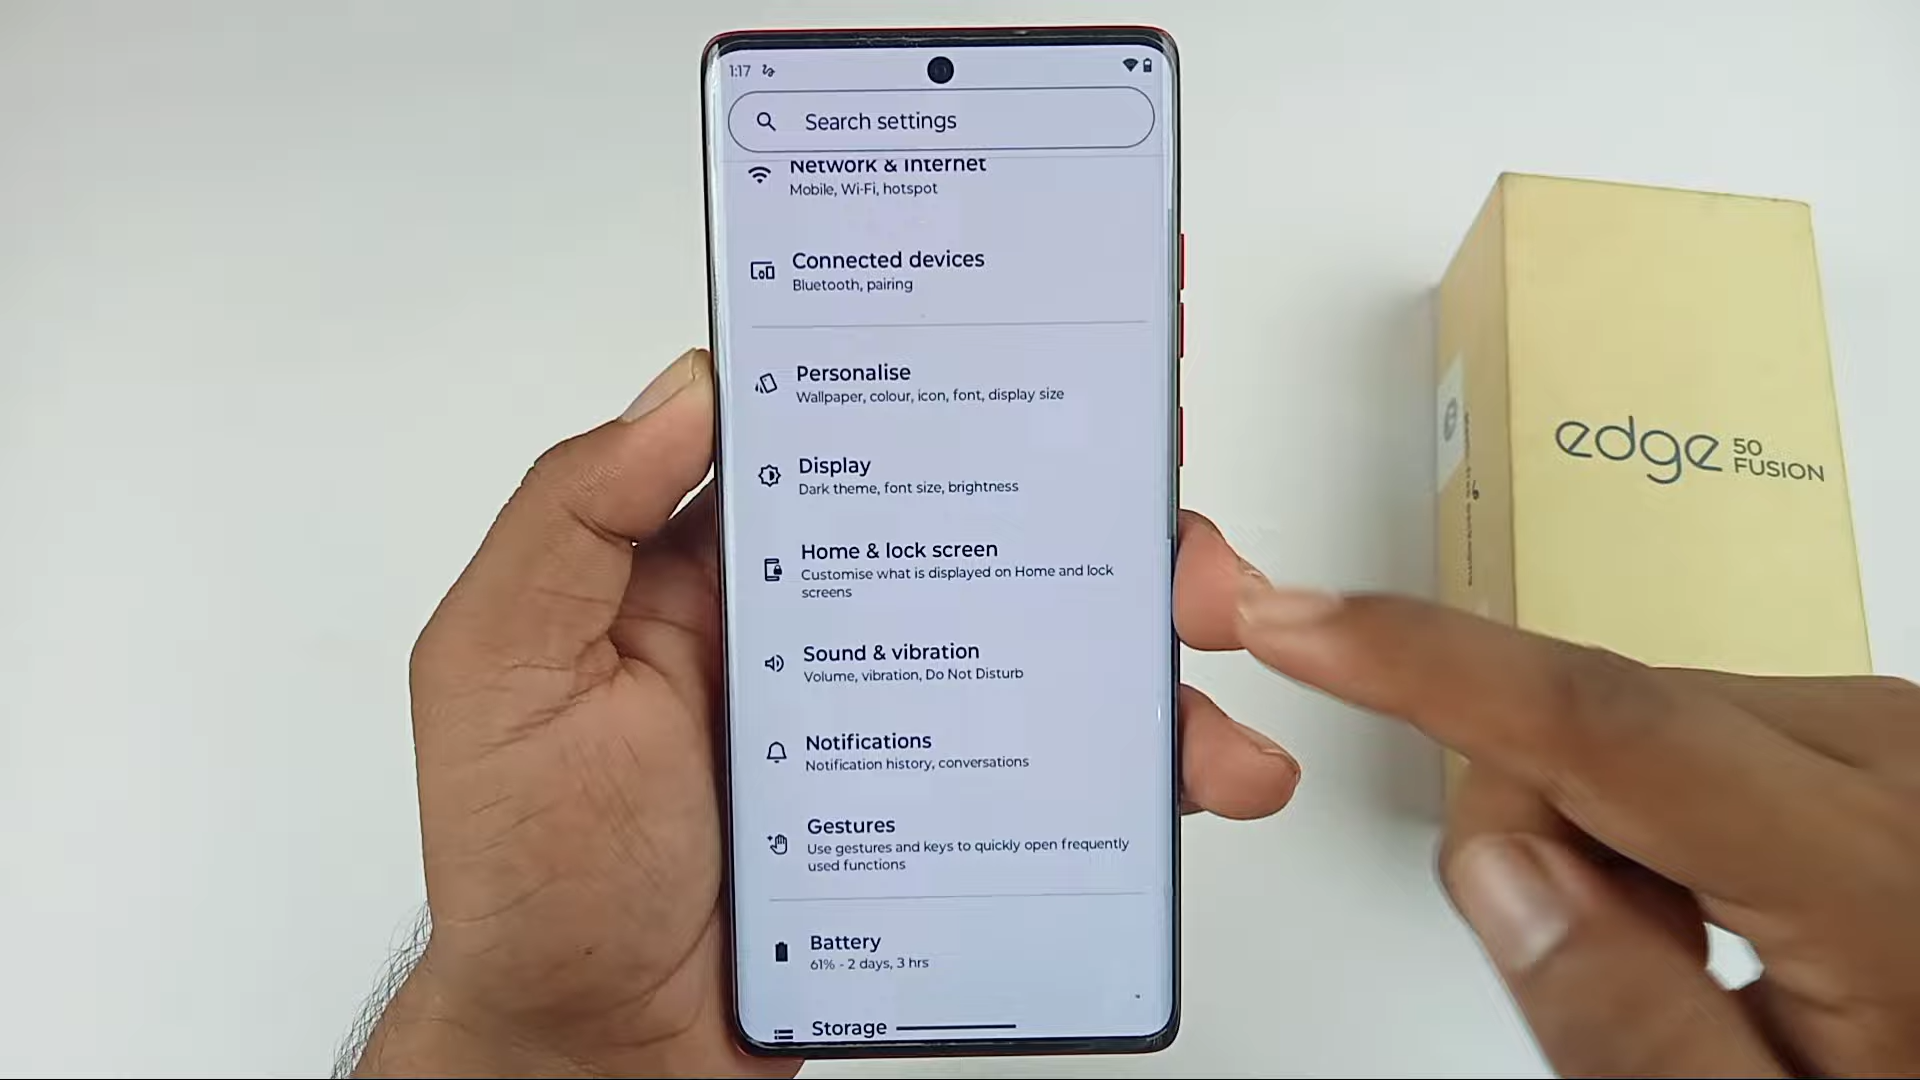 1:17
Search settings
Network & internet
Mobile, Wi-Fi, hotspot
Connected devices
Bluetooth, pairing
Personalise
Wallpaper, colour, icon, font, display size
Display
Dark theme, font size, brightness
Home & lock screen
Customise what is displayed on Home and lock
screens
Sound & vibration
Volume, vibration, Do Not Disturb
Notifications
Notification history, conversations
Gestures
Use gestures and keys to quickly open frequently
used functions
Battery
61% - 2 days, 3 hrs
Storage
edge 50
FUSION